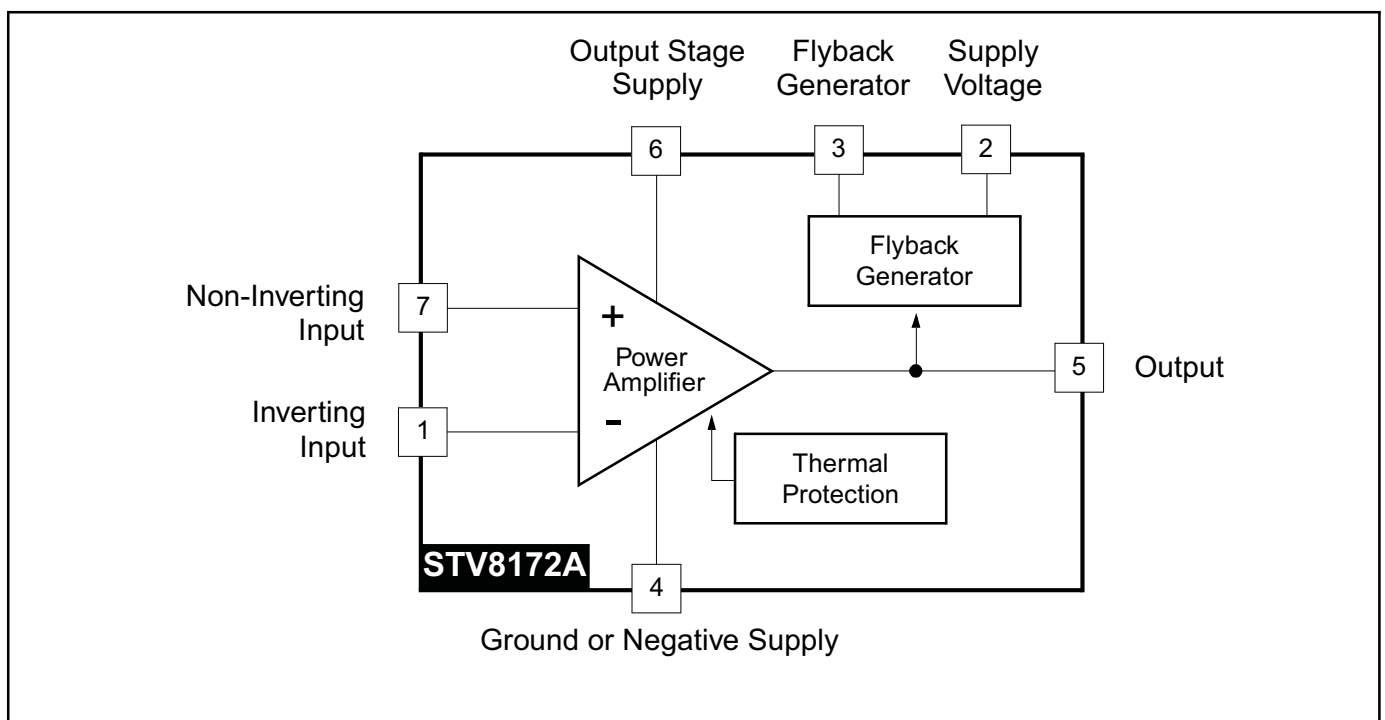 Output Stage
Supply
Flyback
Generator
Supply
Voltage
6
3
2
Flyback
Generator
Non-Inverting
Input
7
+
Power
Amplifier
5
Output
Inverting
Input
1
-
Thermal
Protection
STV8172A
4
Ground or Negative Supply